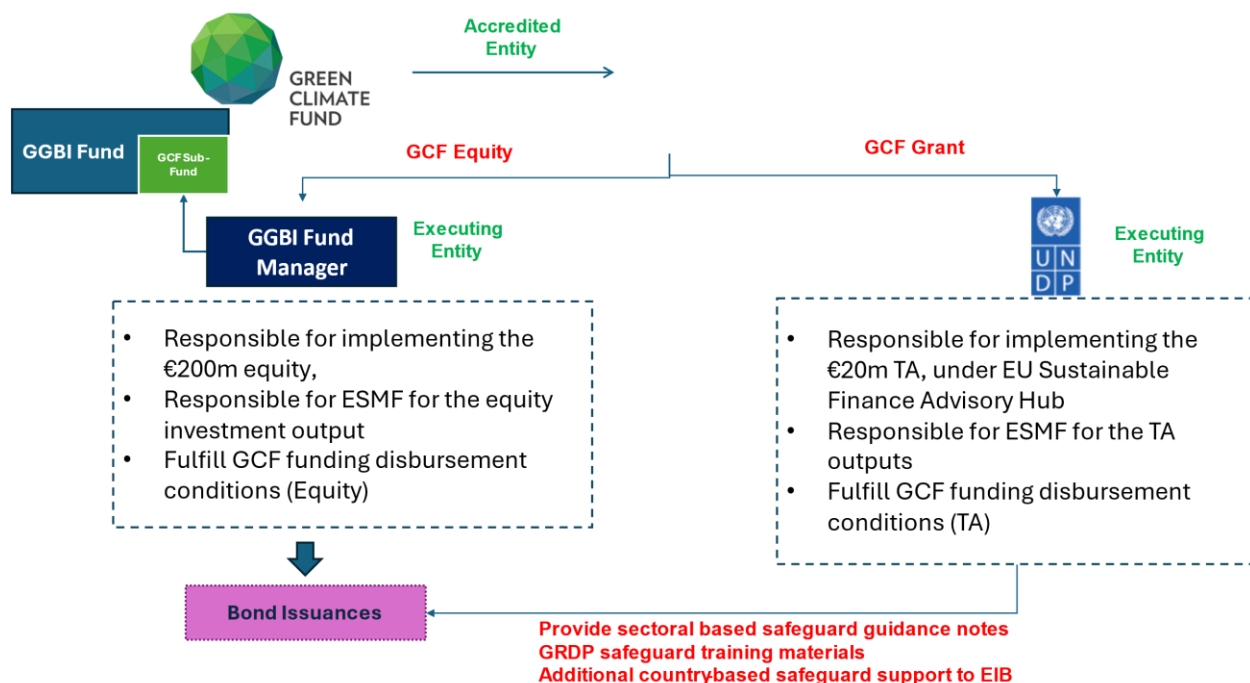 Accredited
Entity
GREEN
CLIMATE
FUND
GGBI Fund
GCF Sub-
Fund
GCF Equity
GCF Grant
GGBI Fund
Manager
Executing
Entity
UN
DP
Executing
Entity
• Responsible for implementing the
€200m equity,
• Responsible for ESMF for the equity
investment output
• Fulfill GCF funding disbursement
conditions (Equity)
• Responsible for implementing the
€20m TA, under EU Sustainable
Finance Advisory Hub
• Responsible for ESMF for the TA
outputs
• Fulfill GCF funding disbursement
conditions (TA)
Bond Issuances
Provide sectoral based safeguard guidance notes
GRDP safeguard training materials
Additional country-based safeguard support to EIB